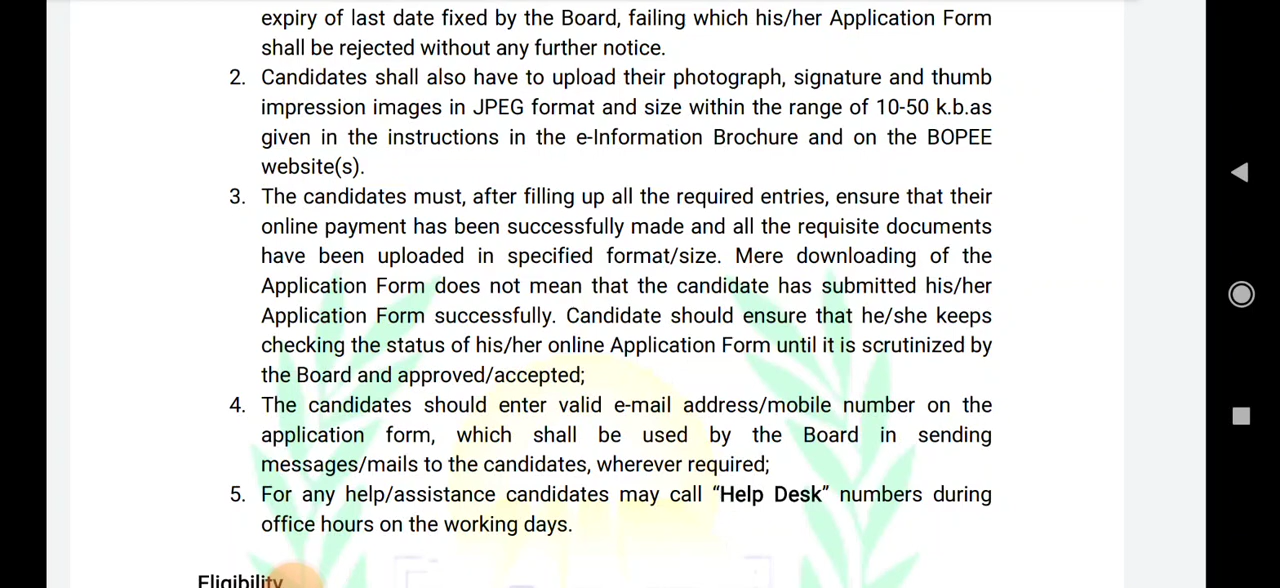 expiry of last date fixed by the Board, failing which his/her Application Form
shall be rejected without any further notice.
2. Candidates shall also have to upload their photograph, signature and thumb
impression images in JPEG format and size within the range of 10-50 k.b.as
given in the instructions in the e-Information Brochure and on the BOPEE
website(s).
3. The candidates must, after filling up all the required entries, ensure that their
online payment has been successfully made and all the requisite documents
have been uploaded in specified format/size. Mere downloading of the
Application Form does not mean that the candidate has submitted his/her
Application Form successfully. Candidate should ensure that he/she keeps
checking the status of his/her online Application Form until it is scrutinized by
the Board and approved/accepted;
4. The candidates should enter valid e-mail address/mobile number on the
application form, which shall be used by the Board in sending
messages/mails to the candidates, wherever required;
5. For any help/assistance candidates may call “Help Desk” numbers during
office hours on the working days.
Eligibility